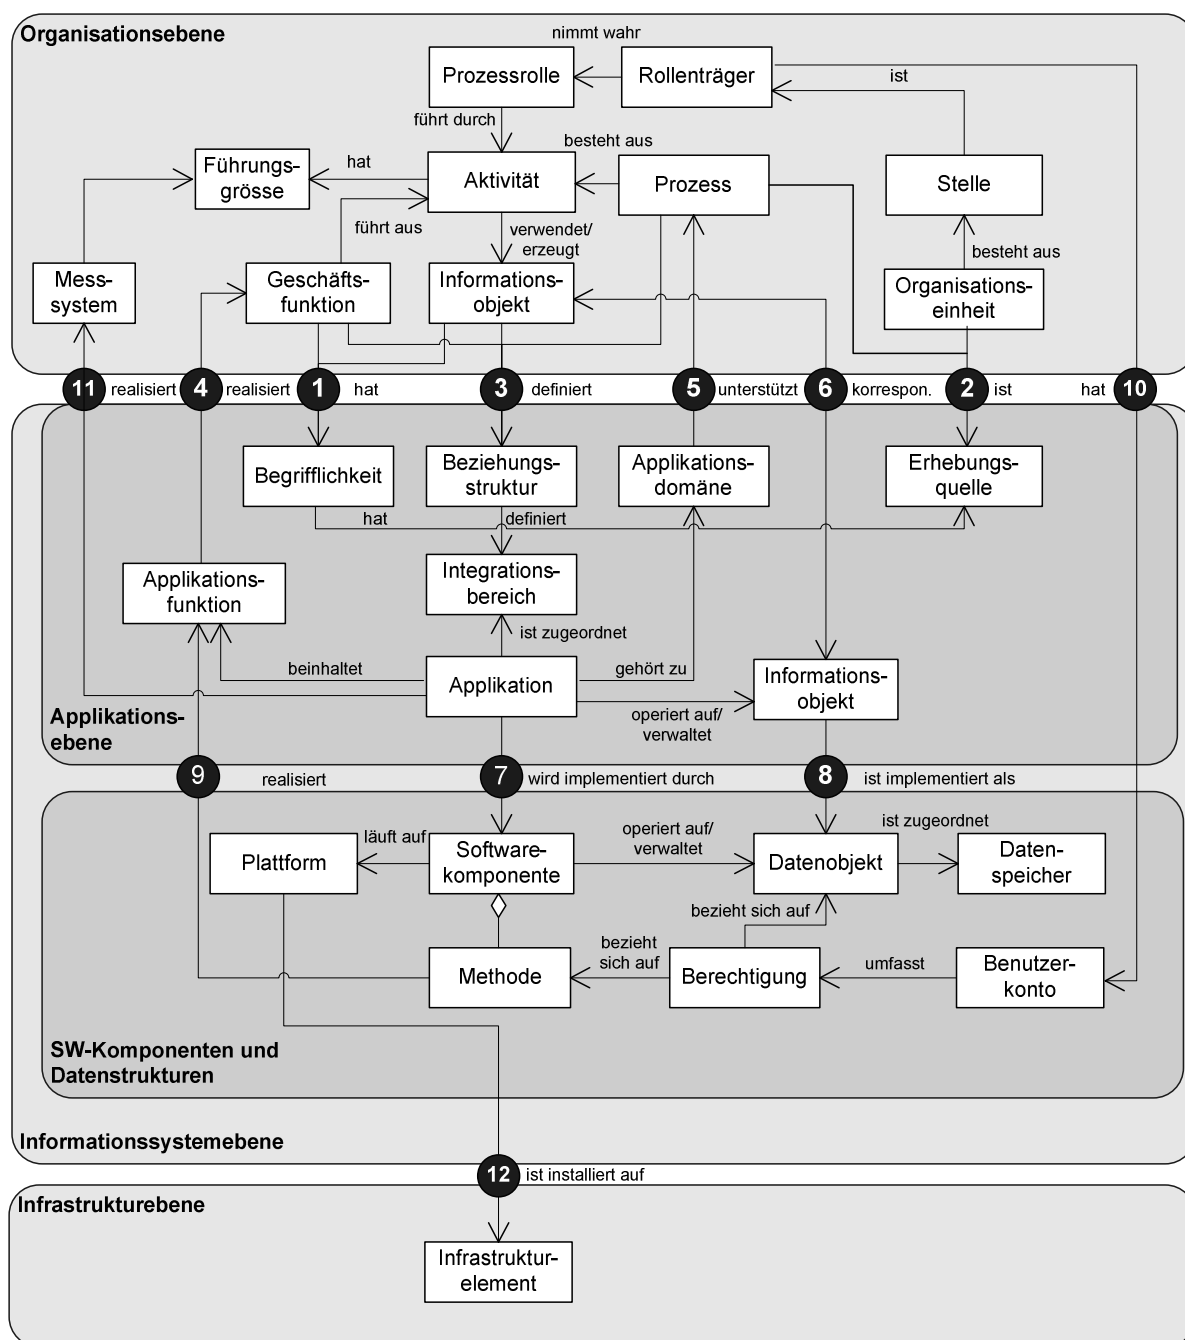 Organisationsebene
nimmt wahr
Prozessrolle
Rollenträger
ist
führt durch
besteht aus
Führungs-
grösse
hat
Aktivität
Prozess
Stelle
führt aus
verwendet/
erzeugt
besteht aus
Mess-
system
Geschäfts-
funktion
Informations-
objekt
Organisations-
einheit
11 realisiert 4 realisiert 1 hat 3 definiert 5 unterstützt 6 korrespon. 2 ist hat 10
Begrifflichkeit
Beziehungs-
struktur
Applikations-
domäne
Erhebungs-
quelle
hat
definiert
Applikations-
funktion
Integrations-
bereich
ist zugeordnet
beinhaltet
Applikation
gehört zu
Informations-
objekt
operiert auf/
verwaltet
Applikations-
ebene
9 realisiert 7 wird implementiert durch 8 ist implementiert als
Plattform
läuft auf
Software-
komponente
operiert auf/
verwaltet
Datenobjekt
ist zugeordnet
Daten-
speicher
bezieht sich auf
Methode
bezieht
sich auf
Berechtigung
umfasst
Benutzer-
konto
SW-Komponenten und
Datenstrukturen
Informationssystemebene
12 ist installiert auf
Infrastrukturebene
Infrastruktur-
element